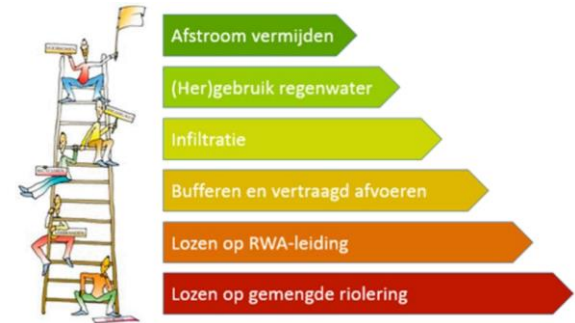 Afstroom vermijden
(Her)gebruik regenwater
Infiltratie
Bufferen en vertraagd afvoeren
Lozen op RWA-leiding
Lozen op gemengde riolering